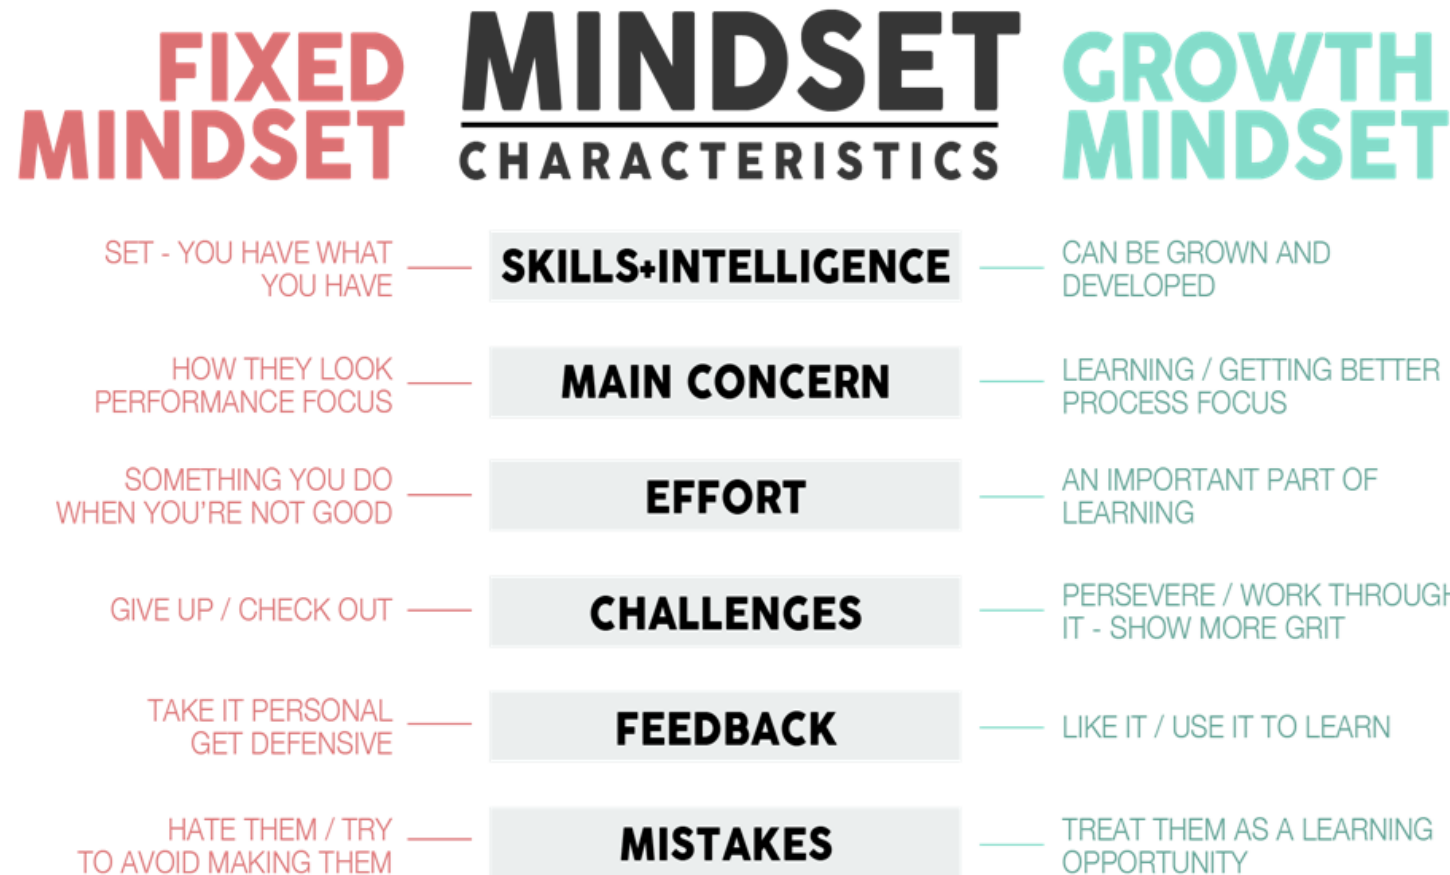 FIXED
MINDSET
MINDSET
CHARACTERISTICS
GROWTH
MINDSET
SET - YOU HAVE WHAT
YOU HAVE
SKILLS+INTELLIGENCE
CAN BE GROWN AND
DEVELOPED
HOW THEY LOOK
PERFORMANCE FOCUS
MAIN CONCERN
LEARNING / GETTING BETTER
PROCESS FOCUS
SOMETHING YOU DO
WHEN YOU'RE NOT GOOD
EFFORT
AN IMPORTANT PART OF
LEARNING
GIVE UP / CHECK OUT
CHALLENGES
PERSEVERE / WORK THROUGH
IT - SHOW MORE GRIT
TAKE IT PERSONAL
GET DEFENSIVE
FEEDBACK
LIKE IT / USE IT TO LEARN
HATE THEM / TRY
TO AVOID MAKING THEM
MISTAKES
TREAT THEM AS A LEARNING
OPPORTUNITY